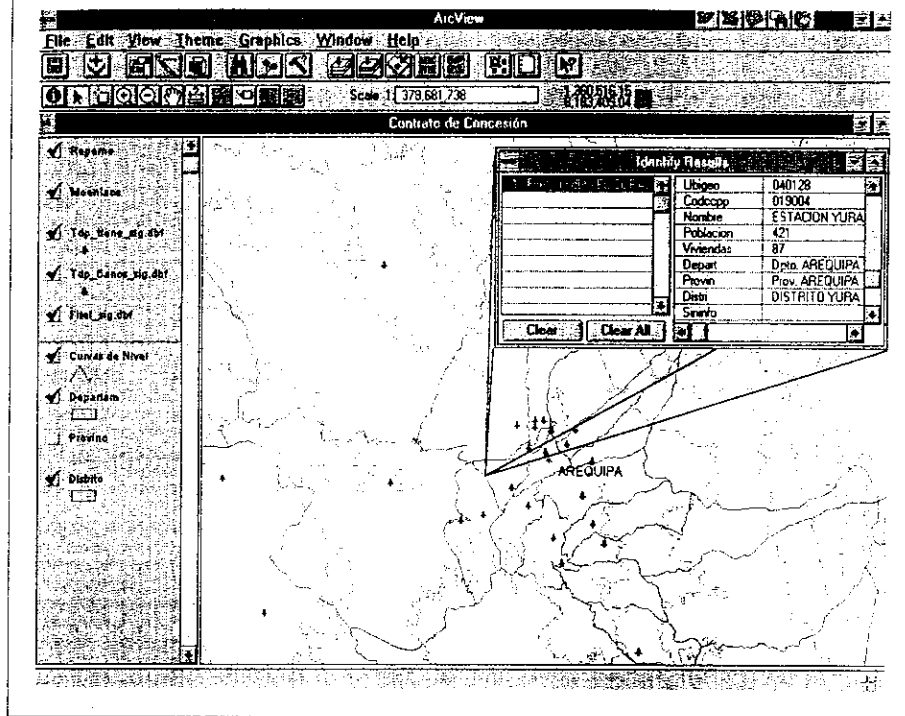 ArcView
File Edit View Theme Graphics Window Help
Scale 1: 378,681,738
Contrato de Concesión
Identify Results
Ubigeo 040128
Codccpp 019004
Nombre ESTACION YURA
Poblacion 421
Viviendas 87
Depart Dpto. AREQUIPA
Provin Prov. AREQUIPA
Distri DISTRITO YURA
Clear Clear All
Final_sig.dbf
Curvas de Nivel
Departam
Provinc
Distrito
AREQUIPA